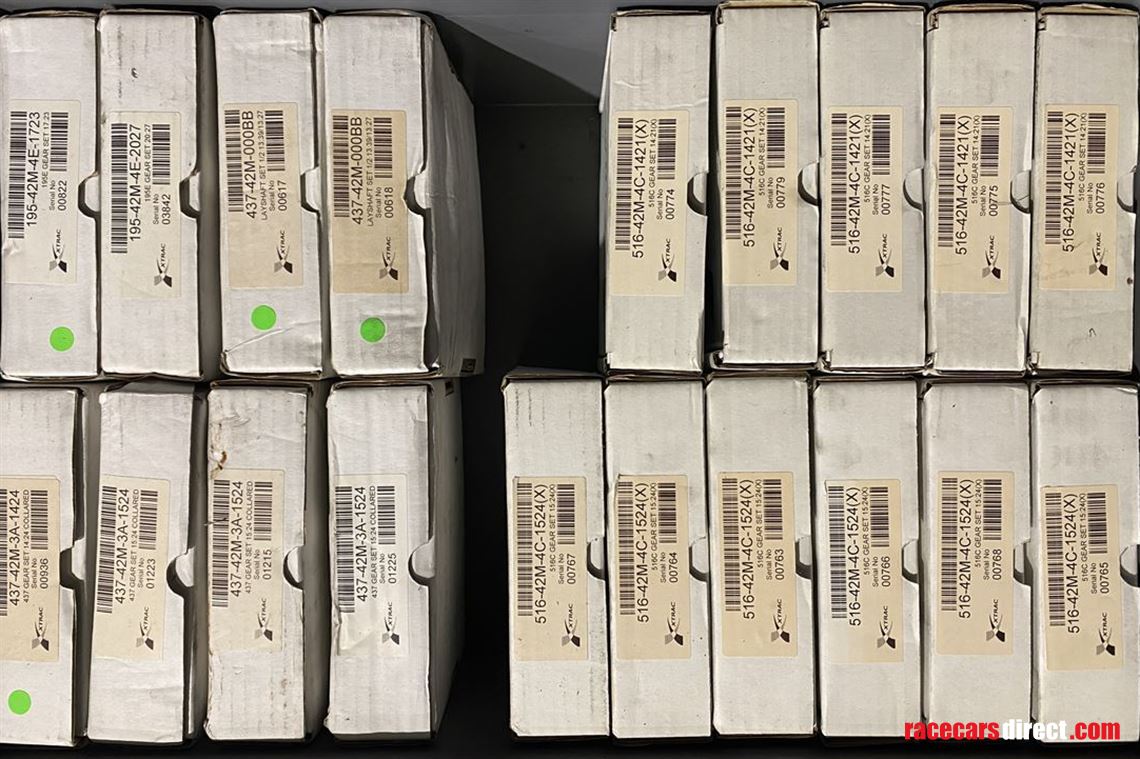 195-42M-4E-1723
195E GEAR SET 17:23
Serial No
00822
XTRAC
195-42M-4E-2027
195E GEAR SET 20:27
Serial No
03842
XTRAC
437-42M-000BB
LAYSHAFT SET 1/2 13:39/13:27
Serial No
00617
XTRAC
437-42M-000BB
LAYSHAFT SET 1/2 13:39/13:27
Serial No
00618
XTRAC
516-42M-4C-1421(X)
516C GEAR SET 14:21(X)
Serial No
00774
XTRAC
516-42M-4C-1421(X)
516C GEAR SET 14:21(X)
Serial No
00779
XTRAC
516-42M-4C-1421(X)
516C GEAR SET 14:21(X)
Serial No
00777
XTRAC
516-42M-4C-1421(X)
516C GEAR SET 14:21(X)
Serial No
00775
XTRAC
516-42M-4C-1421(X)
516C GEAR SET 14:21(X)
Serial No
00776
XTRAC
437-42M-3A-1424
437 GEAR SET 14:24 COLLARED
Serial No
00936
XTRAC
437-42M-3A-1524
437 GEAR SET 15:24 COLLARED
Serial No
01223
XTRAC
437-42M-3A-1524
437 GEAR SET 15:24 COLLARED
Serial No
01215
XTRAC
437-42M-3A-1524
437 GEAR SET 15:24 COLLARED
Serial No
01225
XTRAC
516-42M-4C-1524(X)
516C GEAR SET 15:24(X)
Serial No
00767
XTRAC
516-42M-4C-1524(X)
516C GEAR SET 15:24(X)
Serial No
00764
XTRAC
516-42M-4C-1524(X)
516C GEAR SET 15:24(X)
Serial No
00763
XTRAC
516-42M-4C-1524(X)
516C GEAR SET 15:24(X)
Serial No
00766
XTRAC
516-42M-4C-1524(X)
516C GEAR SET 15:24(X)
Serial No
00768
XTRAC
516-42M-4C-1524(X)
516C GEAR SET 15:24(X)
Serial No
00765
XTRAC
racecarsdirect.com